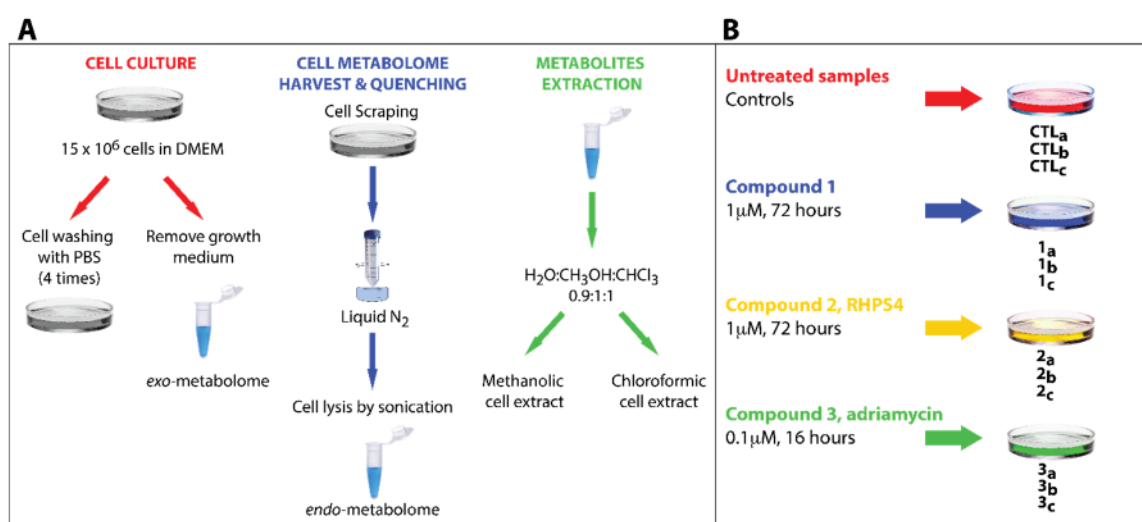 A
CELL CULTURE
15 x 10⁶ cells in DMEM
Cell washing
with PBS
(4 times)
Remove growth
medium
exo-metabolome
CELL METABOLOME
HARVEST & QUENCHING
Cell Scraping
Liquid N₂
Cell lysis by sonication
endo-metabolome
METABOLITES
EXTRACTION
H₂O:CH₃OH:CHCl₃
0.9:1:1
Methanolic
cell extract
Chloroformic
cell extract
B
Untreated samples
Controls
CTLa
CTLb
CTLc
Compound 1
1μM, 72 hours
1a
1b
1c
Compound 2, RHPS4
1μM, 72 hours
2a
2b
2c
Compound 3, adriamycin
0.1μM, 16 hours
3a
3b
3c